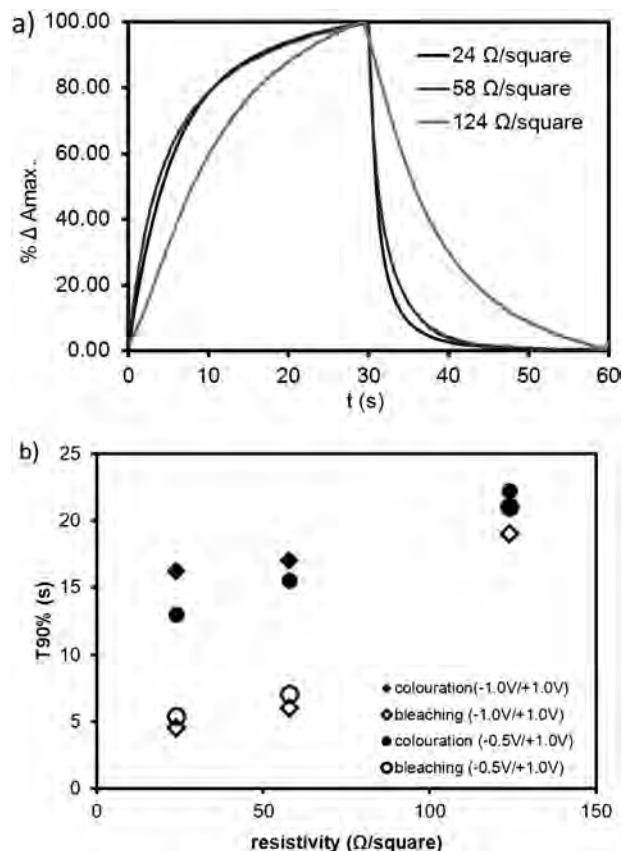 a)
100.00
80.00
60.00
40.00
20.00
0.00
% Δ Amax.
24 Ω/square
58 Ω/square
124 Ω/square
0 10 20 30 40 50 60
t (s)
b)
25
20
15
10
5
0
T90% (s)
colouration(-1.0V/+1.0V)
bleaching (-1.0V/+1.0V)
colouration (-0.5V/+1.0V)
bleaching (-0.5V/+1.0V)
0 50 100 150
resistivity (Ω/square)